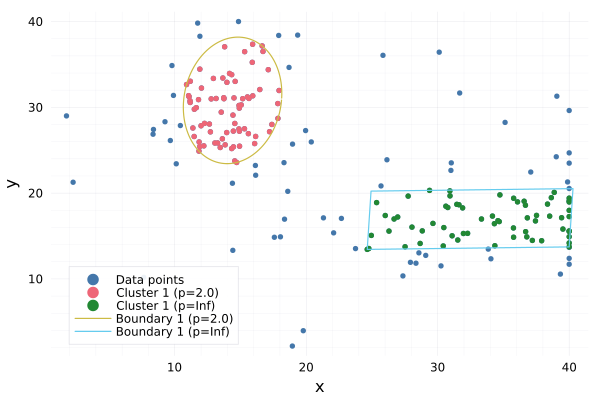 40
30
20
10
y
Data points
Cluster 1 (p=2.0)
Cluster 1 (p=Inf)
Boundary 1 (p=2.0)
Boundary 1 (p=Inf)
10 20 30 40
x